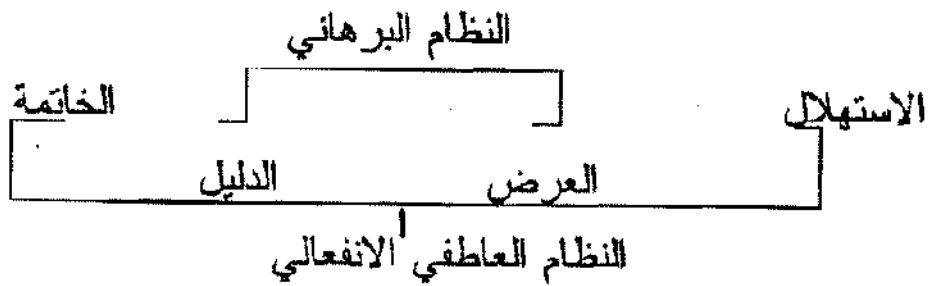 النظام البرهاني
الاستهلال
الخاتمة
العرض
الدليل
النظام العاطفي الانفعالي